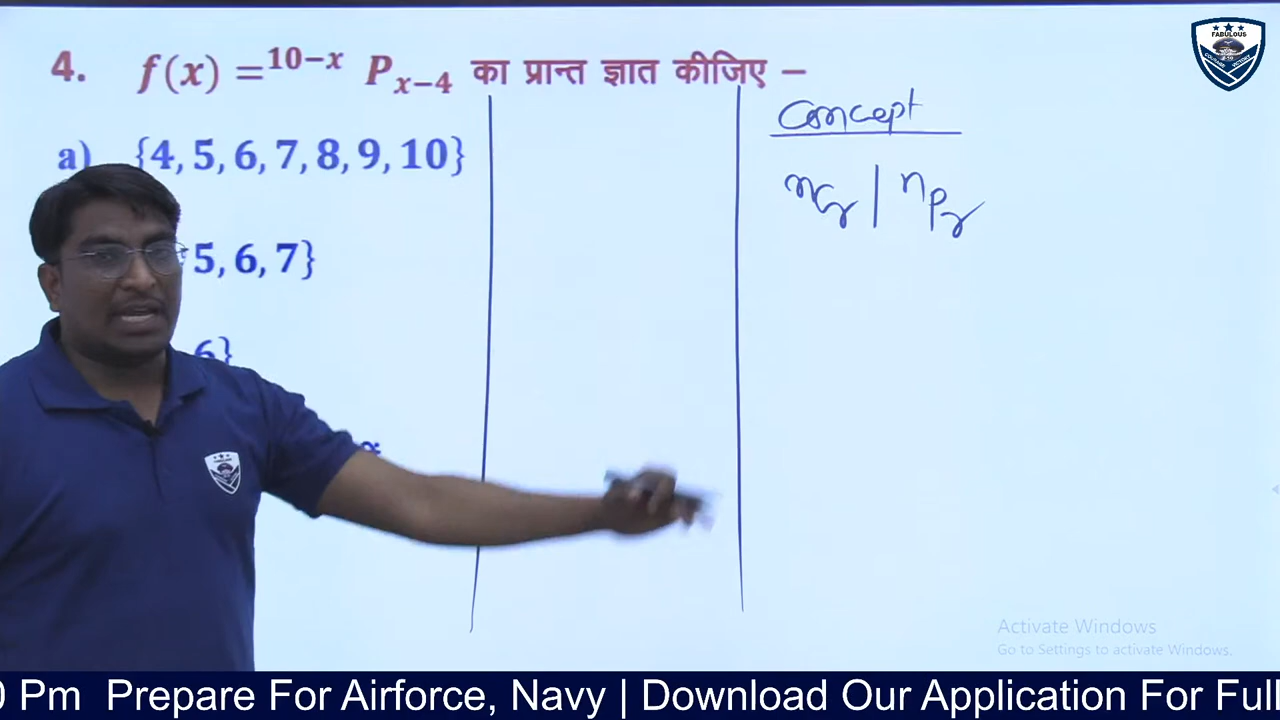 4. f(x) = ¹⁰⁻ˣ Pₓ₋₄ का प्रान्त ज्ञात कीजिए –
a) {4, 5, 6, 7, 8, 9, 10}
5, 6, 7}
6}
Concept
nCr | nPr
FABULOUS
FABULOUS
Activate Windows
Go to Settings to activate Windows.
0 Pm Prepare For Airforce, Navy | Download Our Application For Full